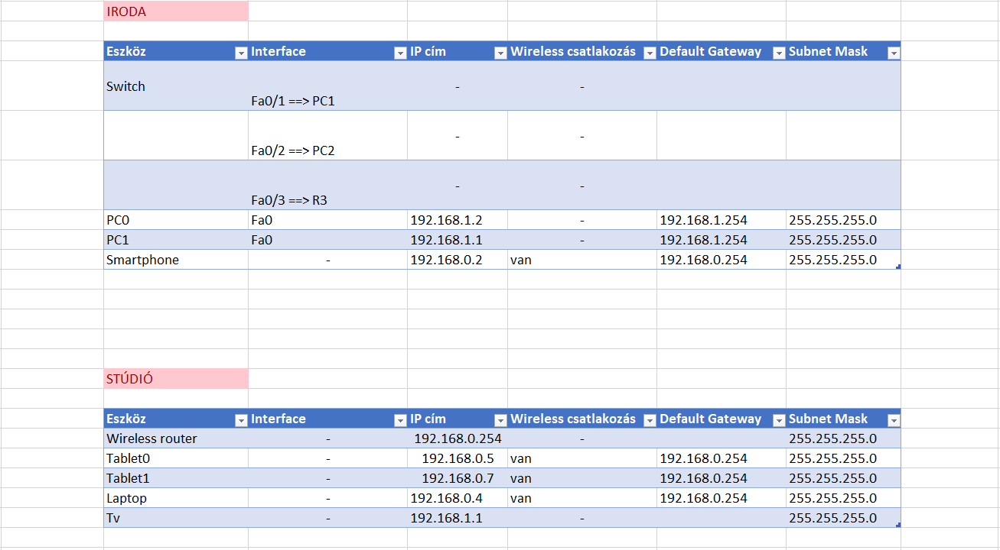 IRODA
Eszköz Interface IP cím Wireless csatlakozás Default Gateway Subnet Mask
Switch Fa0/1 ==> PC1 - -
Fa0/2 ==> PC2 - -
Fa0/3 ==> R3 - -
PC0 Fa0 192.168.1.2 - 192.168.1.254 255.255.255.0
PC1 Fa0 192.168.1.1 - 192.168.1.254 255.255.255.0
Smartphone - 192.168.0.2 van 192.168.0.254 255.255.255.0
STÚDIÓ
Eszköz Interface IP cím Wireless csatlakozás Default Gateway Subnet Mask
Wireless router - 192.168.0.254 - 255.255.255.0
Tablet0 - 192.168.0.5 van 192.168.0.254 255.255.255.0
Tablet1 - 192.168.0.7 van 192.168.0.254 255.255.255.0
Laptop - 192.168.0.4 van 192.168.0.254 255.255.255.0
Tv - 192.168.1.1 - 255.255.255.0